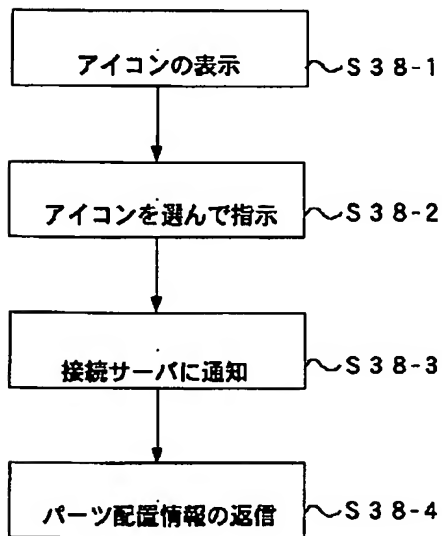 アイコンの表示 S38-1
アイコンを選んで指示 S38-2
接続サーバに通知 S38-3
パーツ配置情報の返信 S38-4